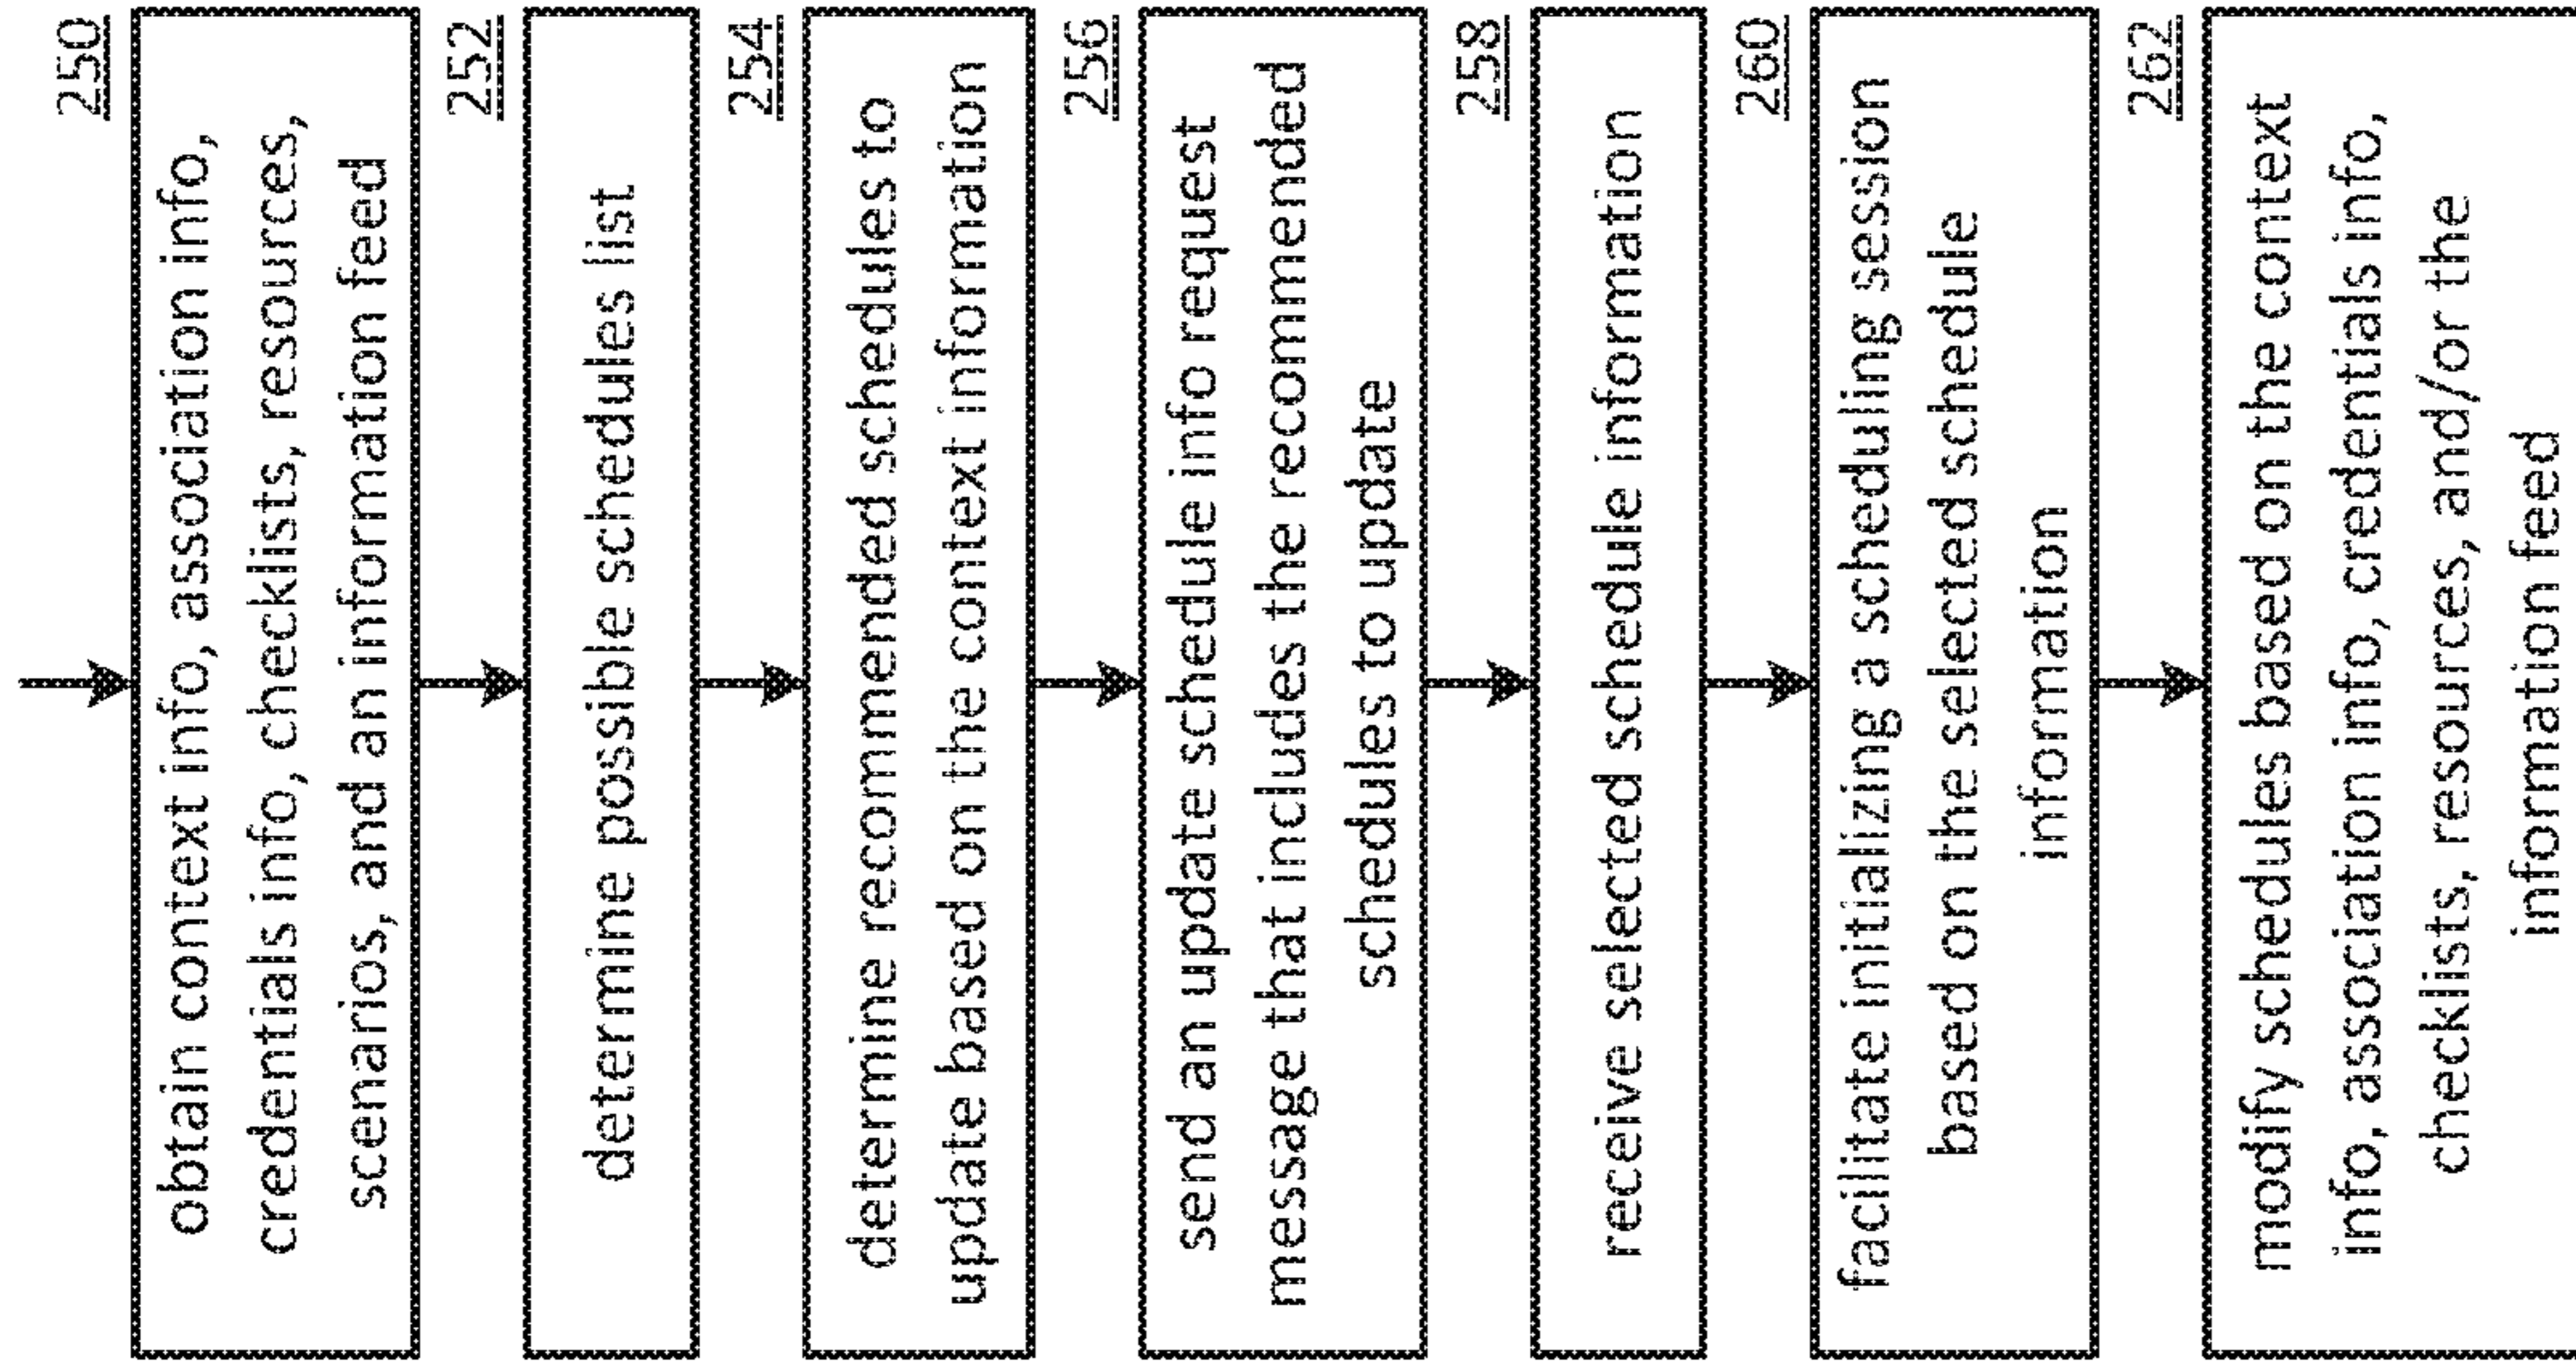 250
obtain context info, association info,
credentials info, checklists, resources,
scenarios, and an information feed
252
determine possible schedules list
254
determine recommended schedules to
update based on the context information
256
send an update schedule info request
message that includes the recommended
schedules to update
258
receive selected schedule information
260
facilitate initializing a scheduling session
based on the selected schedule
information
262
modify schedules based on the context
info, association info, credentials info,
checklists, resources, and/or the
information feed